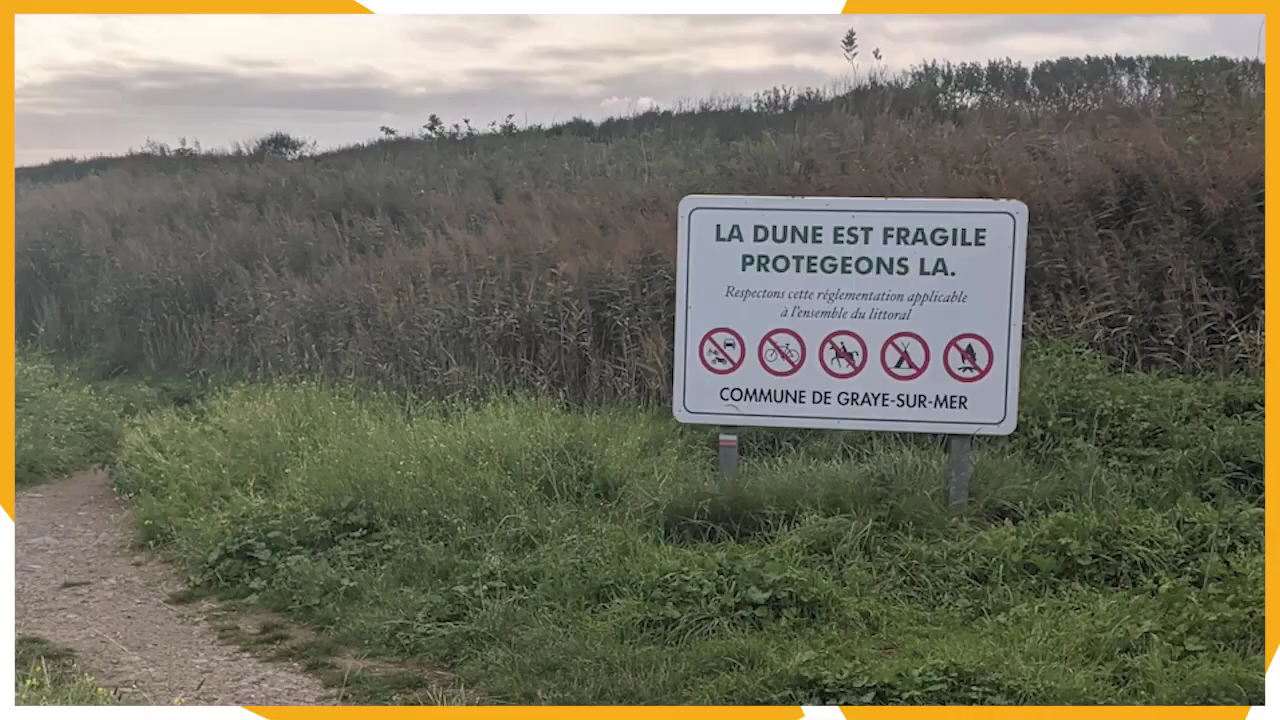 LA DUNE EST FRAGILE
PROTEGEONS LA.
Respectons cette réglementation applicable
à l'ensemble du littoral
COMMUNE DE GRAYE-SUR-MER